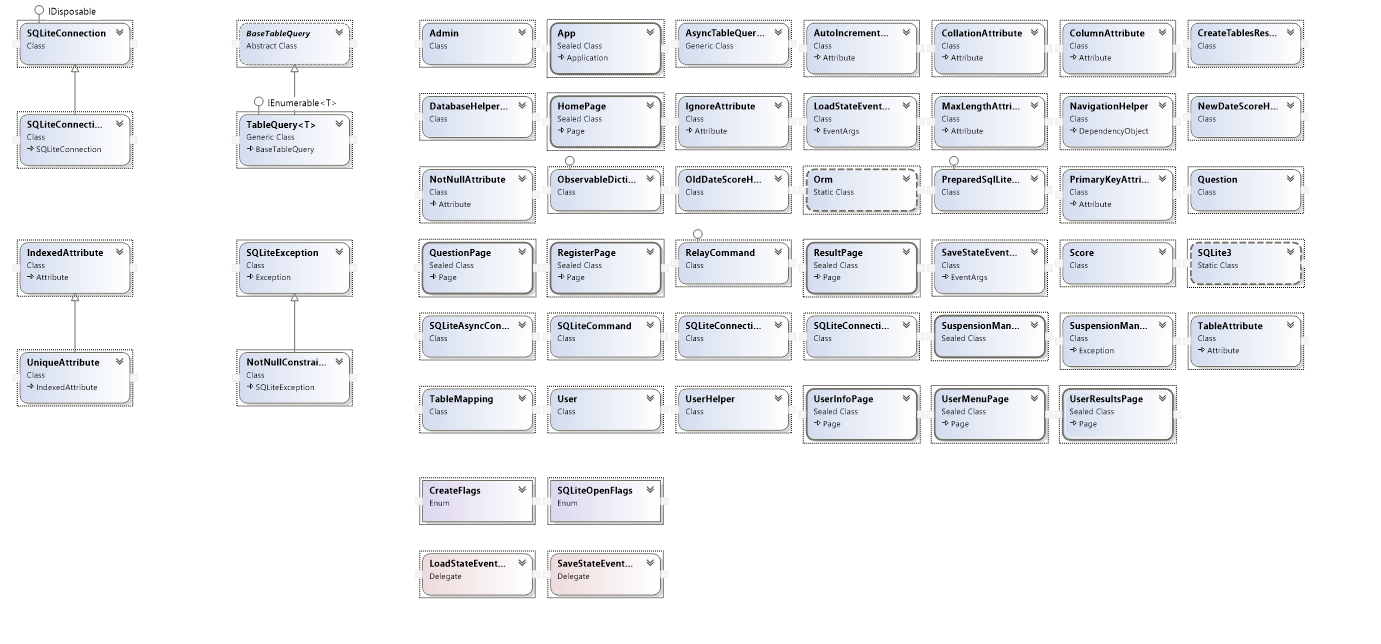 IDisposable
SQLiteConnection
Class
SQLiteConnecti...
Class
SQLiteConnection
BaseTableQuery
Abstract Class
IEnumerable<T>
TableQuery<T>
Generic Class
BaseTableQuery
IndexedAttribute
Class
Attribute
UniqueAttribute
Class
IndexedAttribute
SQLiteException
Class
Exception
NotNullConstrai...
Class
SQLiteException
Admin
Class
App
Sealed Class
Application
AsyncTableQuer...
Generic Class
AutoIncrement...
Class
Attribute
CollationAttribute
Class
Attribute
ColumnAttribute
Class
Attribute
CreateTablesRes...
Class
DatabaseHelper...
Class
HomePage
Sealed Class
Page
IgnoreAttribute
Class
Attribute
LoadStateEvent...
Class
EventArgs
MaxLengthAttri...
Class
Attribute
NavigationHelper
Class
DependencyObject
NewDateScoreH...
Class
NotNullAttribute
Class
Attribute
ObservableDicti...
Class
OldDateScoreH...
Class
Orm
Static Class
PreparedSqlLite...
Class
PrimaryKeyAttri...
Class
Attribute
Question
Class
QuestionPage
Sealed Class
Page
RegisterPage
Sealed Class
Page
RelayCommand
Class
ResultPage
Sealed Class
Page
SaveStateEvent...
Class
EventArgs
Score
Class
SQLite3
Static Class
SQLiteAsyncCon...
Class
SQLiteCommand
Class
SQLiteConnecti...
Class
SQLiteConnecti...
Class
SuspensionMan...
Sealed Class
SuspensionMan...
Class
Exception
TableAttribute
Class
Attribute
TableMapping
Class
User
Class
UserHelper
Class
UserInfoPage
Sealed Class
Page
UserMenuPage
Sealed Class
Page
UserResultsPage
Sealed Class
Page
CreateFlags
Enum
SQLiteOpenFlags
Enum
LoadStateEvent...
Delegate
SaveStateEvent...
Delegate